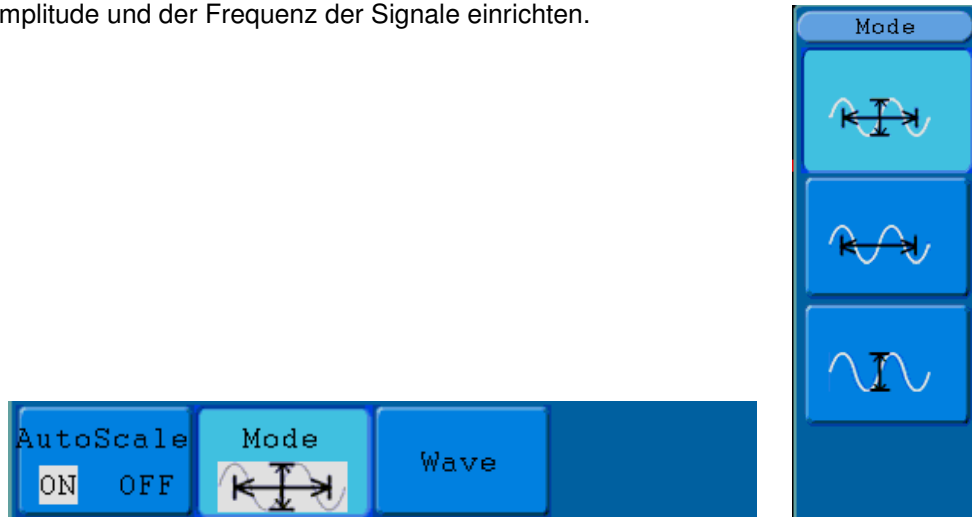 mplitude und der Frequenz der Signale einrichten.
Mode
AutoScale
ON OFF
Mode
Wave